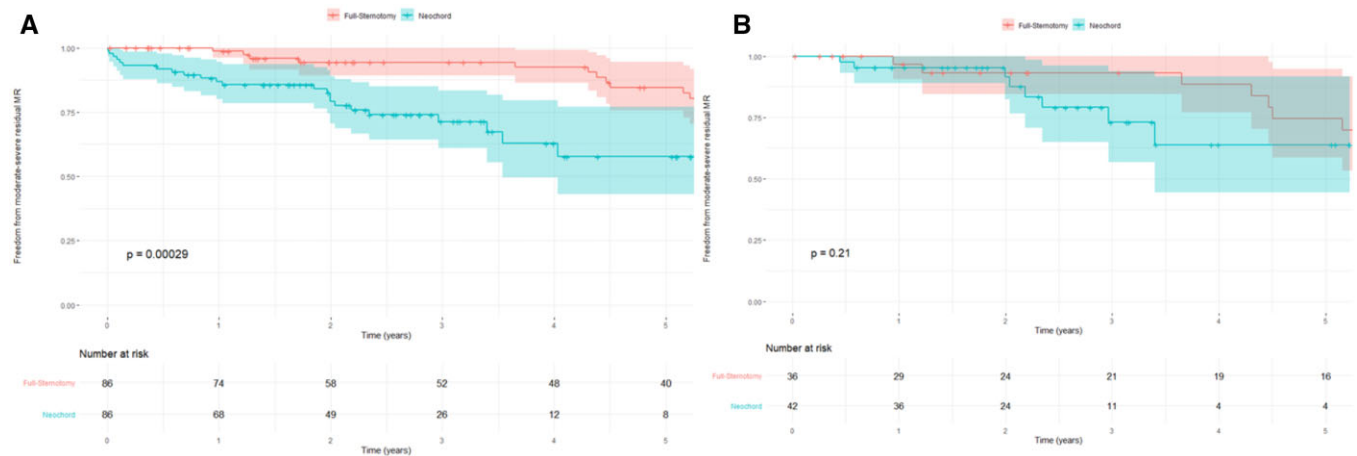 A
Full-Sternotomy Neochord
1.00
0.75
0.50
0.25
0.00
Freedom from moderate-severe residual MR
p = 0.00029
0 1 2 3 4 5
Time (years)
Number at risk
Full-Sternotomy 86 74 58 52 48 40
Neochord 86 68 49 26 12 8
0 1 2 3 4 5
Time (years)
B
Full-Sternotomy Neochord
1.00
0.75
0.50
0.25
0.00
Freedom from moderate-severe residual MR
p = 0.21
0 1 2 3 4 5
Time (years)
Number at risk
Full-Sternotomy 36 29 24 21 19 16
Neochord 42 36 24 11 4 4
0 1 2 3 4 5
Time (years)